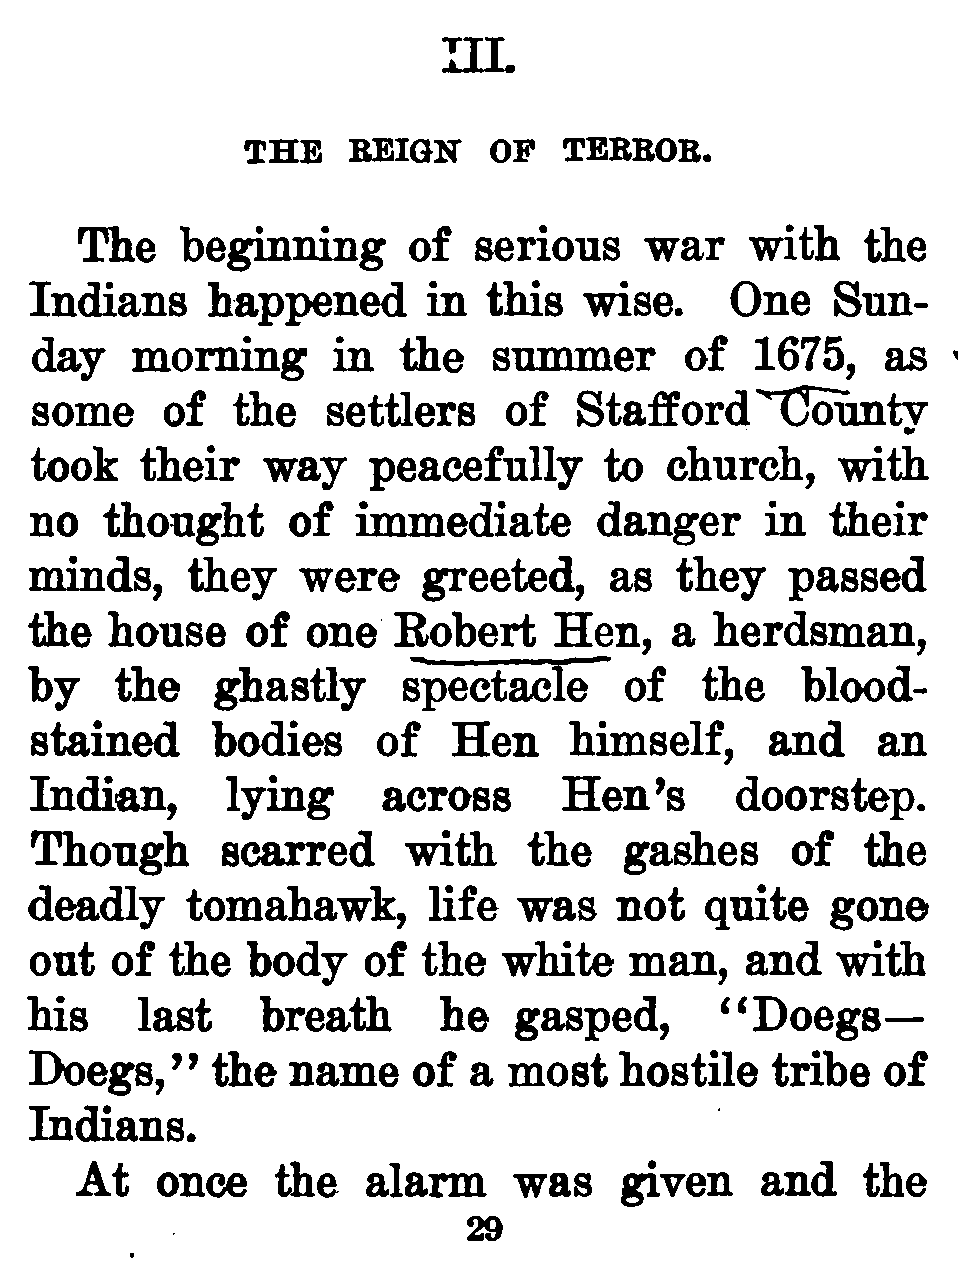 III.
THE REIGN OF TERROR.
The beginning of serious war with the
Indians happened in this wise. One Sun-
day morning in the summer of 1675, as
some of the settlers of Stafford County
took their way peacefully to church, with
no thought of immediate danger in their
minds, they were greeted, as they passed
the house of one Robert Hen, a herdsman,
by the ghastly spectacle of the blood-
stained bodies of Hen himself, and an
Indian, lying across Hen's doorstep.
Though scarred with the gashes of the
deadly tomahawk, life was not quite gone
out of the body of the white man, and with
his last breath he gasped, "Doegs—
Doegs," the name of a most hostile tribe of
Indians.
At once the alarm was given and the
29